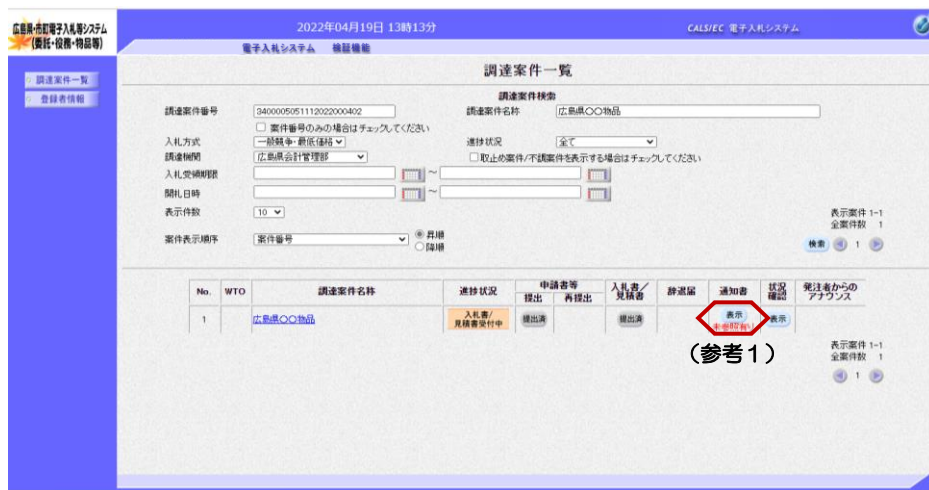 広島県・市町電子入札等システム
(委託・役務・物品等)
2022年04月19日 13時13分
CALS/EC 電子入札システム
電子入札システム 検証機能
調達案件一覧
登録者情報
調達案件一覧
調達案件検索
調達案件番号 3400005051112022000402 調達案件名称 広島県〇〇物品
案件番号のみの場合はチェックしてください
入札方式 一般競争・最低価格 進捗状況 全て
調達機関 広島県会計管理部 取止め案件/不調案件を表示する場合はチェックしてください
入札受領期限 ~
開札日時 ~
表示件数 10
表示案件 1-1
全案件数 1
案件表示順序 案件番号 昇順
降順
検索 1
No. WTO 調達案件名称 進捗状況 申請書等 入札書/見積書 辞退届 通知書 状況確認 発注者からのアナウンス
提出 再提出
1 広島県〇〇物品 入札書/見積書受付中 提出済 提出済 表示 表示
未参照有り
(参考1)
表示案件 1-1
全案件数 1
1